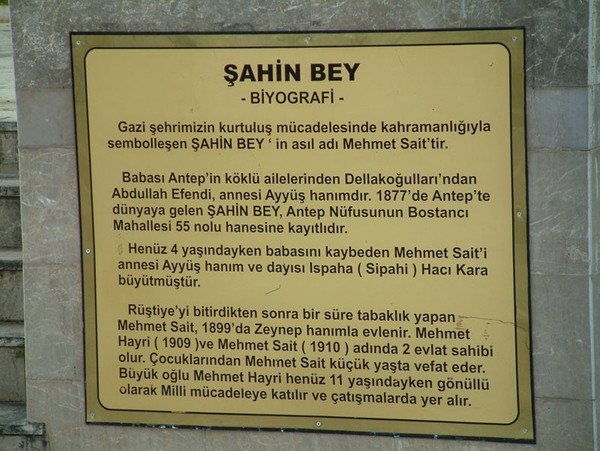 ŞAHİN BEY
- BİYOGRAFİ -
Gazi şehrimizin kurtuluş mücadelesinde kahramanlığıyla
sembolleşen ŞAHİN BEY ‘ in asıl adı Mehmet Sait’tir.
Babası Antep’in köklü ailelerinden Dellakoğulları’ndan
Abdullah Efendi, annesi Ayyüş hanımdır. 1877’de Antep’te
dünyaya gelen ŞAHİN BEY, Antep Nüfusunun Bostancı
Mahallesi 55 nolu hanesine kayıtlıdır.
Henüz 4 yaşındayken babasını kaybeden Mehmet Sait’i
annesi Ayyüş hanım ve dayısı Ispaha ( Sipahi ) Hacı Kara
büyütmüştür.
Rüştiye’yi bitirdikten sonra bir süre tabaklık yapan
Mehmet Sait, 1899’da Zeynep hanımla evlenir. Mehmet
Hayri ( 1909 )ve Mehmet Sait ( 1910 ) adında 2 evlat sahibi
olur. Çocuklarından Mehmet Sait küçük yaşta vefat eder.
Büyük oğlu Mehmet Hayri henüz 11 yaşındayken gönüllü
olarak Milli mücadeleye katılır ve çatışmalarda yer alır.